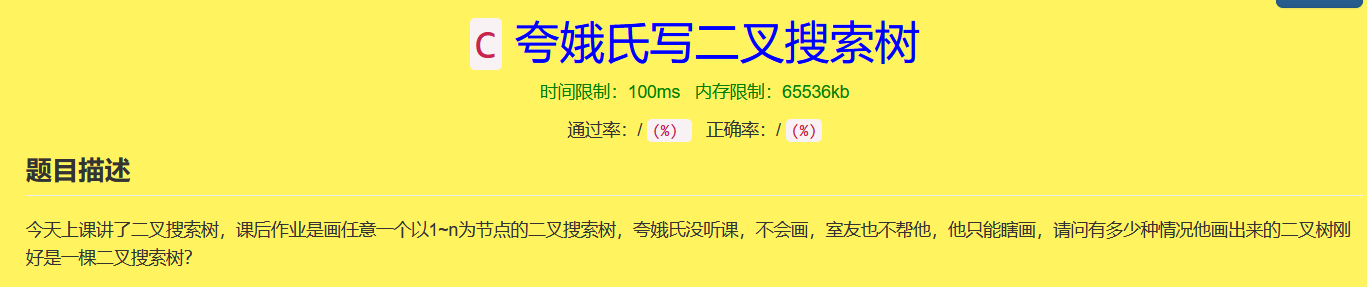 C 夸娥氏写二叉搜索树
时间限制：100ms 内存限制：65536kb
通过率：/ (%) 正确率：/ (%)
题目描述
今天上课讲了二叉搜索树，课后作业是画任意一个以1~n为节点的二叉搜索树，夸娥氏没听课，不会画，室友也不帮他，他只能瞎画，请问有多少种情况他画出来的二叉树刚
好是一棵二叉搜索树？